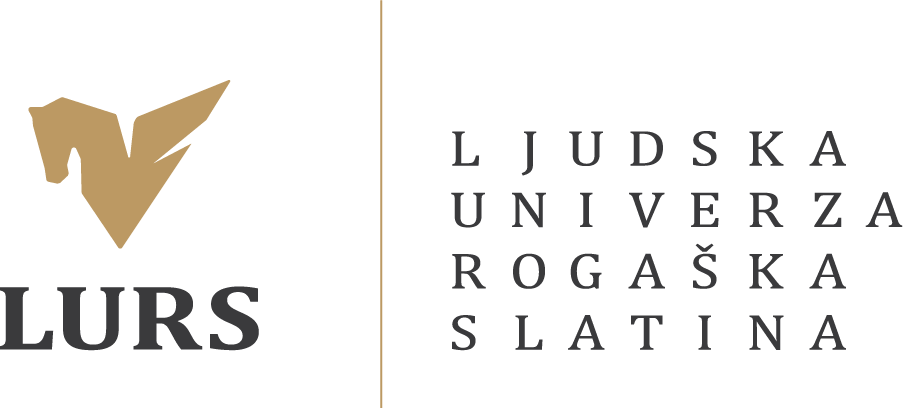 LURS
LJUDSKA
UNIVERZA
ROGAŠKA
SLATINA